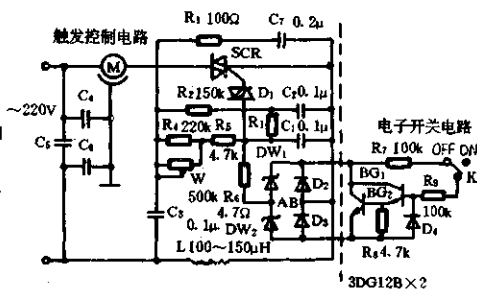 R₃ 100Ω C₇ 0.2μ
触发控制电路
SCR
M
R₂ 150k D₁ C₂ 0.1μ
~220V C₄
R₄ 220k R₅ R₁ C₁ 0.1μ
4.7k DW₁
电子开关电路
R₇ 100k OFF ON
C₅ C₆
W
500k R₆
4.7Ω
AB D₂
BG₁
BG₂
R₉ K
100k
C₃
0.1μ DW₂ D₃
D₄
R₈ 4.7k
L 100~150μH
3DG12B×2